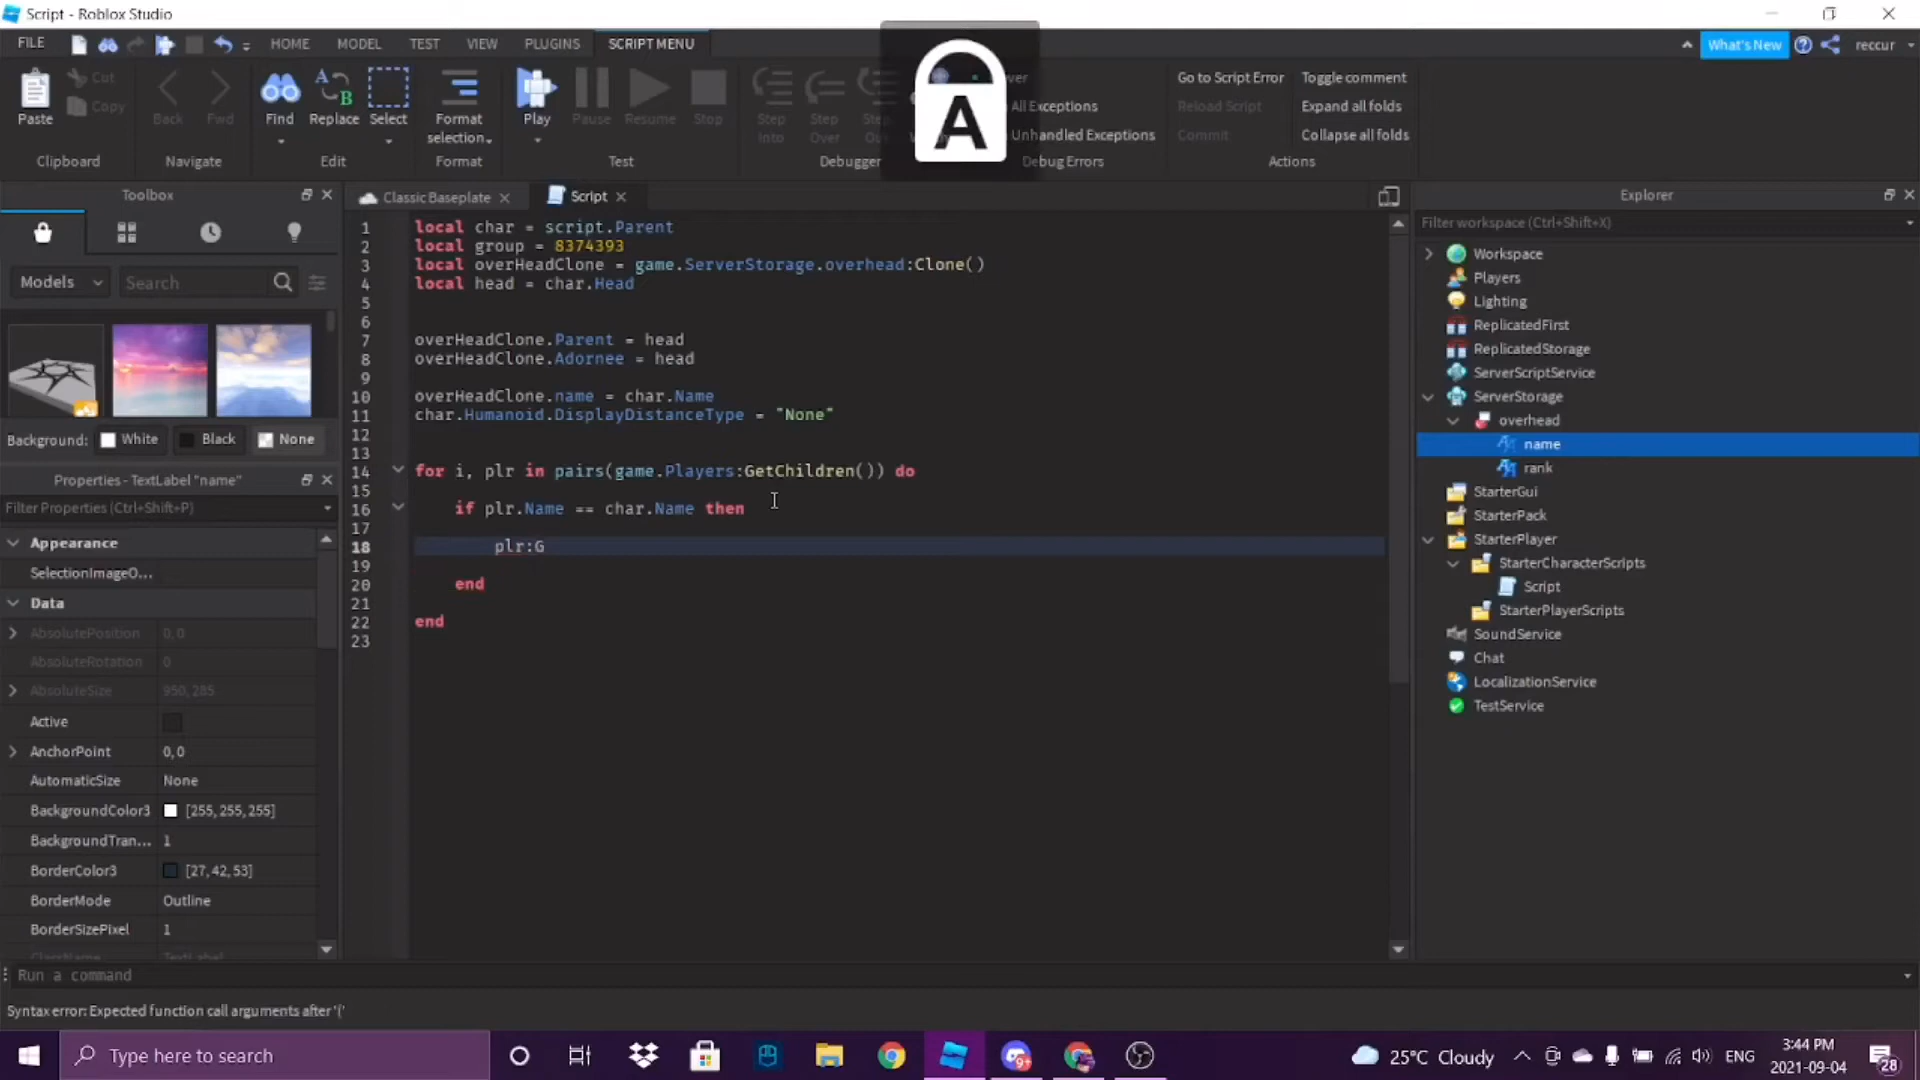 Script - Roblox Studio
FILE HOME MODEL TEST VIEW PLUGINS SCRIPT MENU What's New reccur
Paste Cut Copy Back Fwd Find Replace Select Format selection Play Pause Resume Stop Step Into Step Over
A
All Exceptions
Unhandled Exceptions
Go to Script Error Toggle comment
Reload Script Expand all folds
Commit Collapse all folds
Clipboard Navigate Edit Format Test Debugger Debug Errors Actions
Toolbox
Models Search
Background: White Black None
Properties - TextLabel "name"
Filter Properties (Ctrl+Shift+P)
Appearance
SelectionImageO...
Data
AbsolutePosition 0, 0
AbsoluteRotation 0
AbsoluteSize 950, 285
Active
AnchorPoint 0, 0
AutomaticSize None
BackgroundColor3 [255, 255, 255]
BackgroundTran... 1
BorderColor3 [27, 42, 53]
BorderMode Outline
BorderSizePixel 1
Classic Baseplate Script
1 local char = script.Parent
2 local group = 8374393
3 local overHeadClone = game.ServerStorage.overhead:Clone()
4 local head = char.Head
5
6
7 overHeadClone.Parent = head
8 overHeadClone.Adornee = head
9
10 overHeadClone.name = char.Name
11 char.Humanoid.DisplayDistanceType = "None"
12
13
14 for i, plr in pairs(game.Players:GetChildren()) do
15
16 if plr.Name == char.Name then
17
18 plr:G
19
20 end
21
22 end
23
Explorer
Filter workspace (Ctrl+Shift+X)
Workspace
Players
Lighting
ReplicatedFirst
ReplicatedStorage
ServerScriptService
ServerStorage
overhead
name
rank
StarterGui
StarterPack
StarterPlayer
StarterCharacterScripts
Script
StarterPlayerScripts
SoundService
Chat
LocalizationService
TestService
Run a command
Syntax error: Expected function call arguments after '('
Type here to search
9+
25°C Cloudy
ENG
3:44 PM
2021-09-04
28